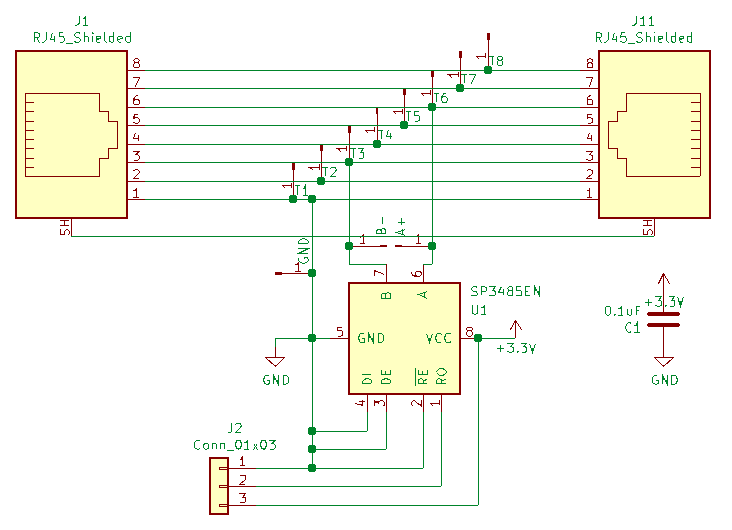 J1
RJ45_Shielded
J11
RJ45_Shielded
8
7
6
5
4
3
2
1
SH
8
7
6
5
4
3
2
1
SH
1 T8
1 T7
1 T6
1 T5
1 T4
1 T3
1 T2
1 T1
1 B-
A+ 1
GND
1
7
6
B
A
SP3485EN
U1
5 GND
VCC 8
+3.3V
GND
DI
DE
RE
RO
4
3
2
1
+3.3V
0.1uF
C1
GND
J2
Conn_01x03
1
2
3